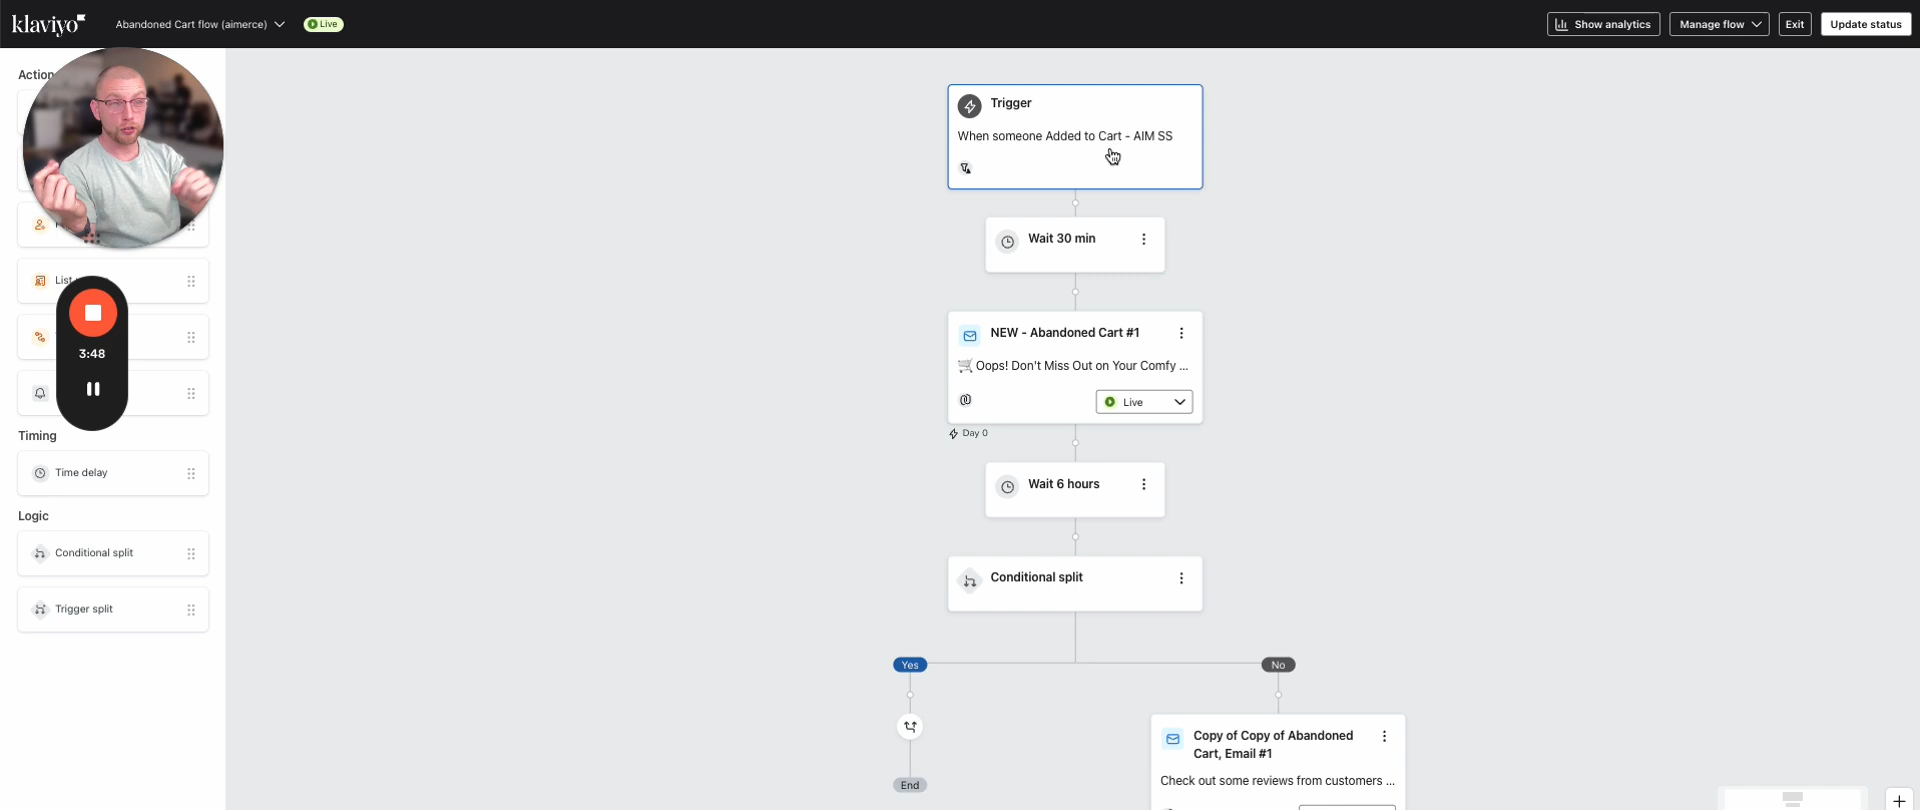 klaviyo
Abandoned Cart flow (aimerce)
Live
Show analytics
Manage flow
Exit
Update status
Action
List
3:48
Timing
Time delay
Logic
Conditional split
Trigger split
Trigger
When someone Added to Cart - AIM SS
Wait 30 min
NEW - Abandoned Cart #1
Oops! Don't Miss Out on Your Comfy ...
Live
Day 0
Wait 6 hours
Conditional split
Yes
No
End
Copy of Copy of Abandoned
Cart, Email #1
Check out some reviews from customers ...